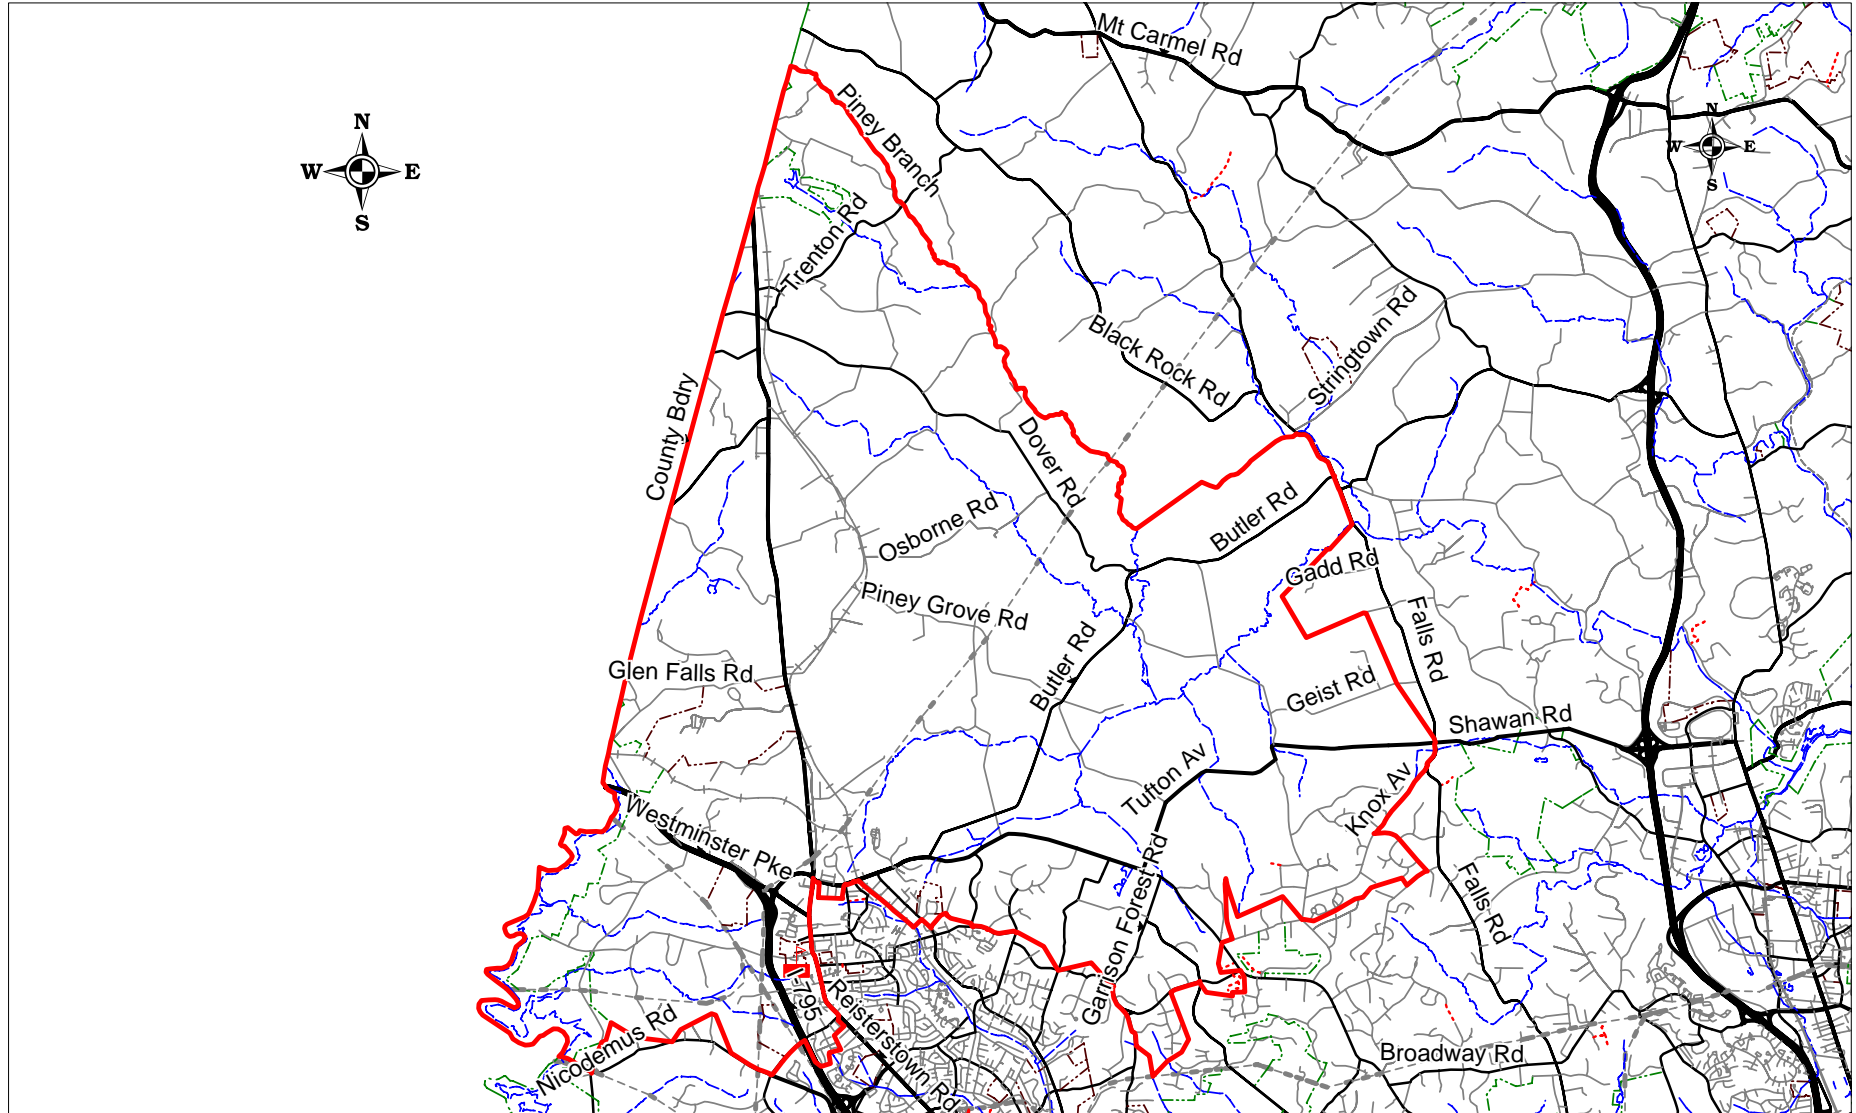 Mt Carmel Rd
Piney Branch
N
W E
S
N
W E
S
Trenton Rd
Black Rock Rd
Stringtown Rd
County Bdry
Dover Rd
Osborne Rd
Butler Rd
Gadd Rd
Piney Grove Rd
Falls Rd
Butler Rd
Glen Falls Rd
Geist Rd
Shawan Rd
Tufton Av
Knox Av
Westminster Pke
Garrison Forest Rd
Falls Rd
I-795
Reisterstown Rd
Nicodemus Rd
Broadway Rd